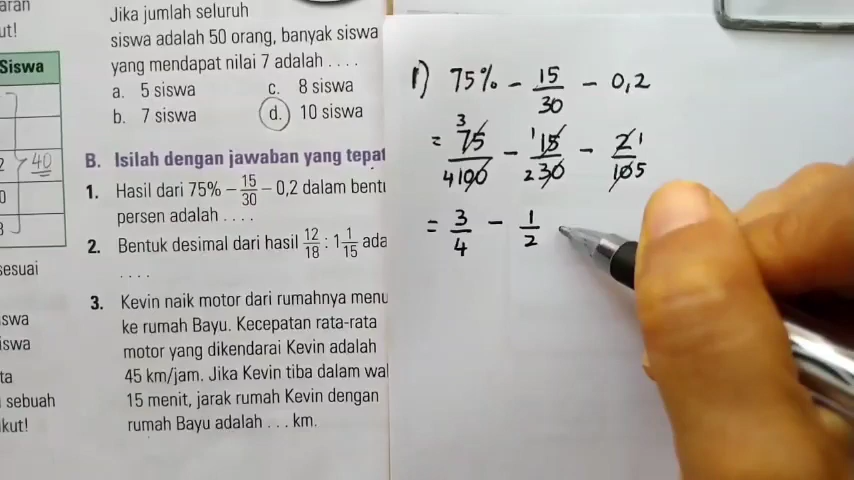 aran
ut!
Siswa
2 40
0
3
sesuai
swa
iswa
ta
sebuah
kut!
Jika jumlah seluruh
siswa adalah 50 orang, banyak siswa
yang mendapat nilai 7 adalah . . . .
a. 5 siswa c. 8 siswa
b. 7 siswa d. 10 siswa
B. Isilah dengan jawaban yang tepat
1. Hasil dari 75% - 15/30 - 0,2 dalam bentu
persen adalah . . . .
2. Bentuk desimal dari hasil 12/18 : 1 1/15 ada
. . . .
3. Kevin naik motor dari rumahnya menu
ke rumah Bayu. Kecepatan rata-rata
motor yang dikendarai Kevin adalah
45 km/jam. Jika Kevin tiba dalam wa
15 menit, jarak rumah Kevin dengan
rumah Bayu adalah . . . km.
1) 75% - 15/30 - 0,2
= 3 75/4 100 - 1 15/2 30 - 2 1/10 5
= 3/4 - 1/2